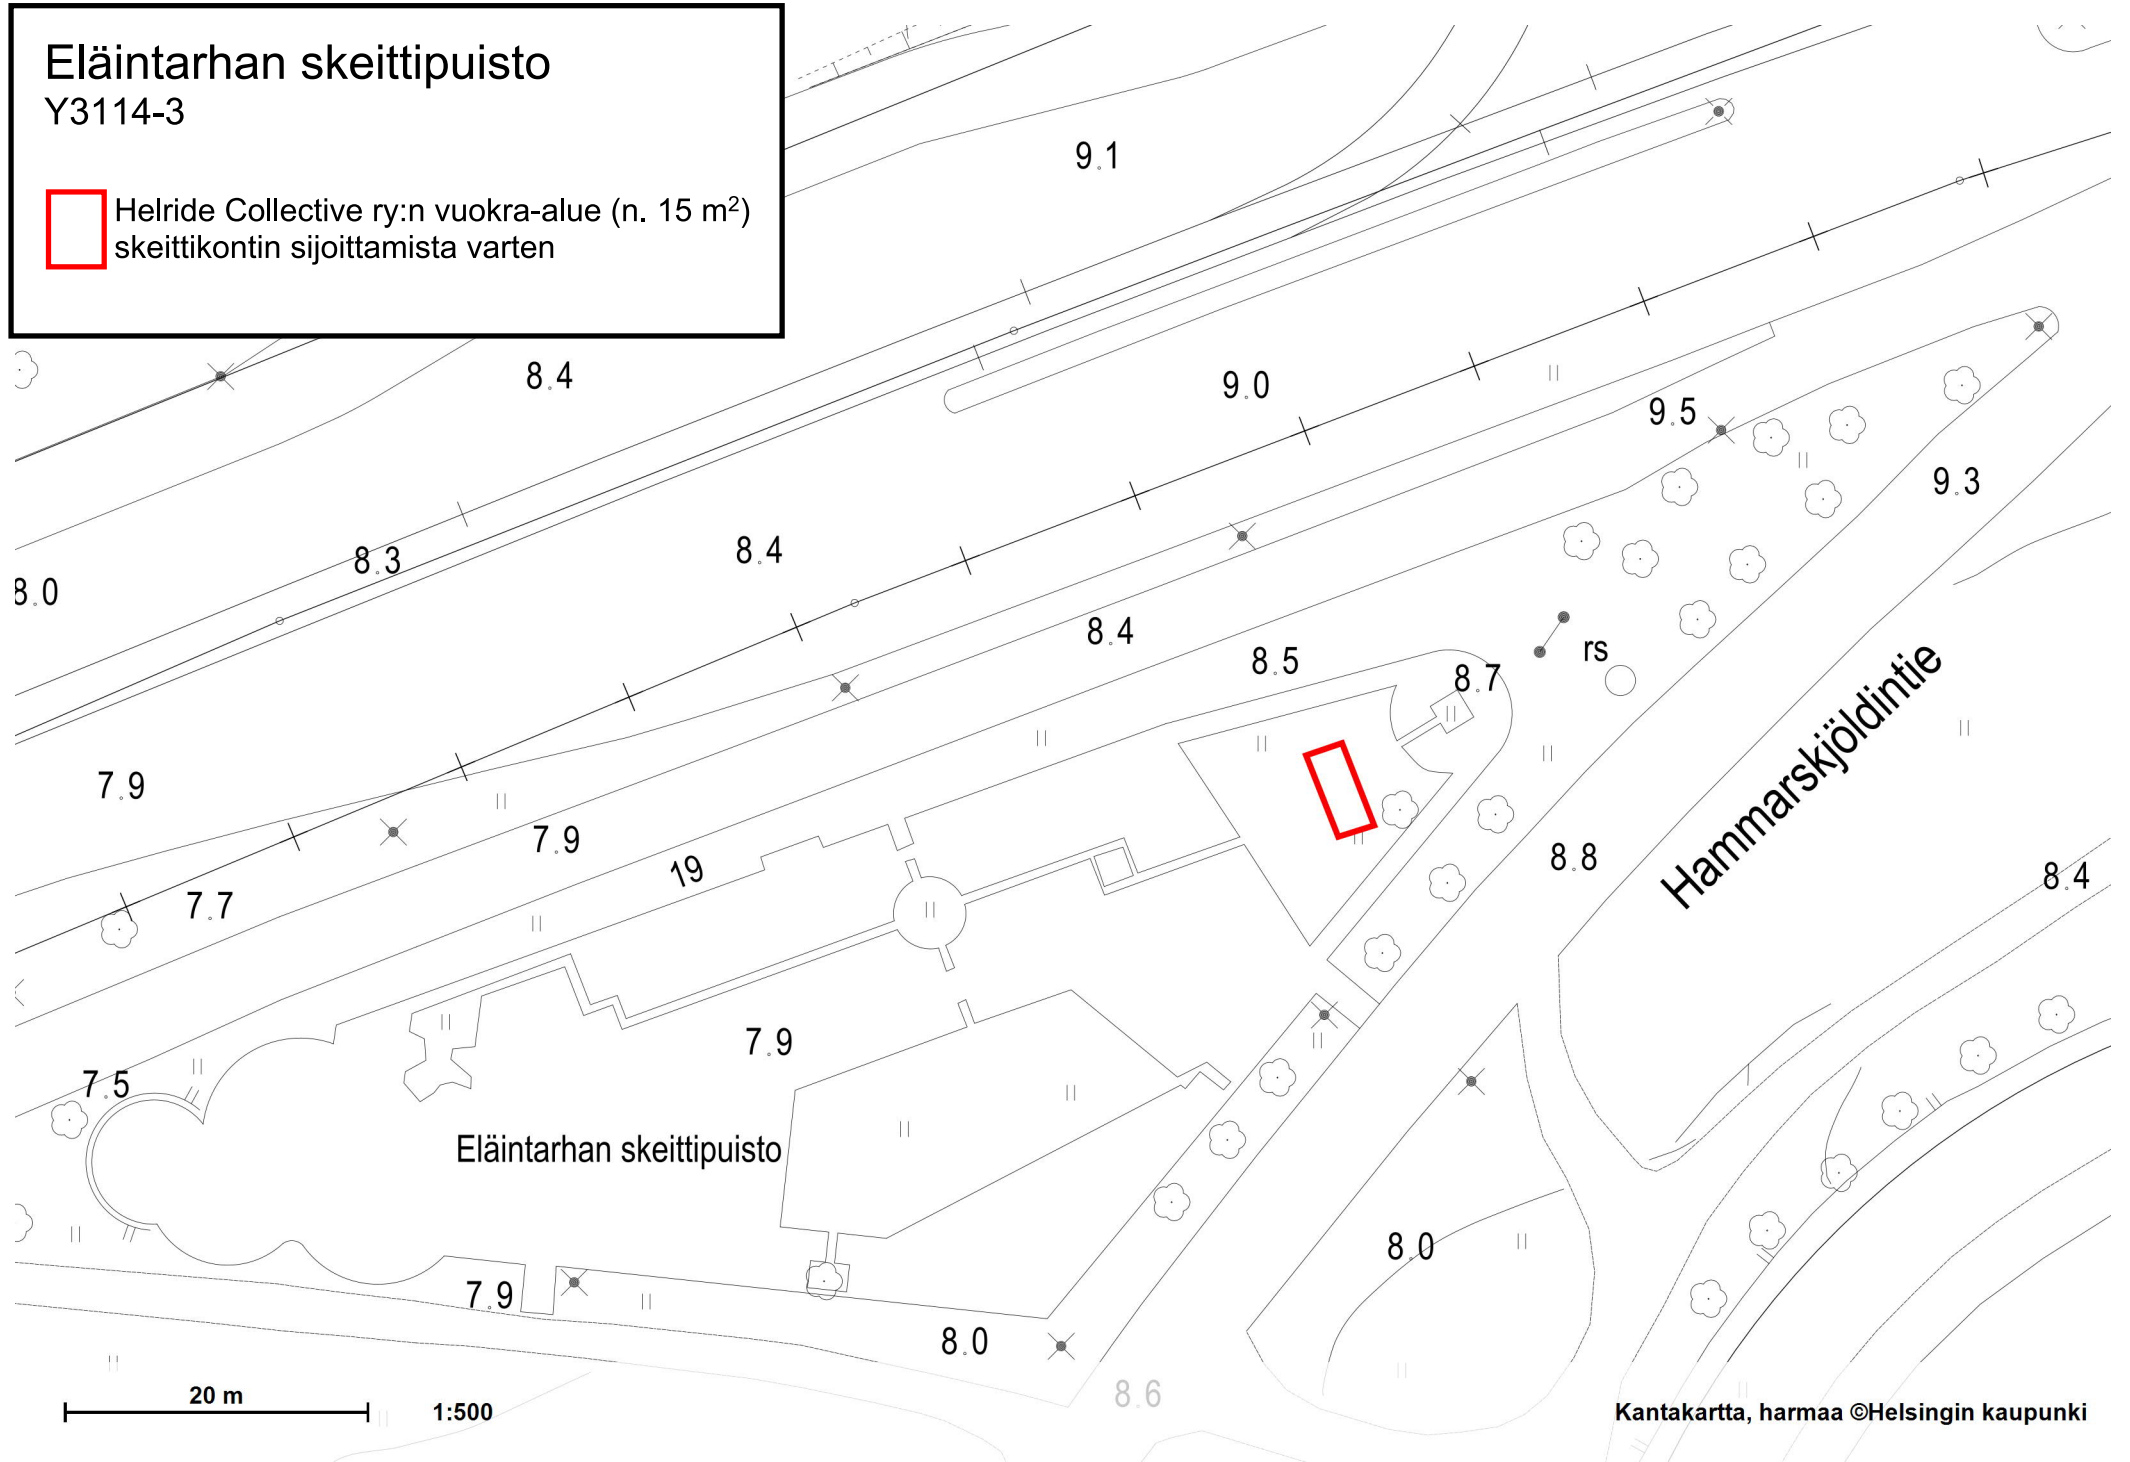 Eläintarhan skeittipuisto
Y3114-3
Helride Collective ry:n vuokra-alue (n. 15 m²)
skeittikontin sijoittamista varten
9.1
8.4
9.0
9.5
9.3
8.3
8.4
8.0
8.4
8.5
rs
8.7
Hammarskjöldintie
7.9
7.9
19
8.8
8.4
7.7
7.9
7.5
Eläintarhan skeittipuisto
8.0
7.9
8.0
8.6
20 m
1:500
Kantakartta, harmaa ©Helsingin kaupunki